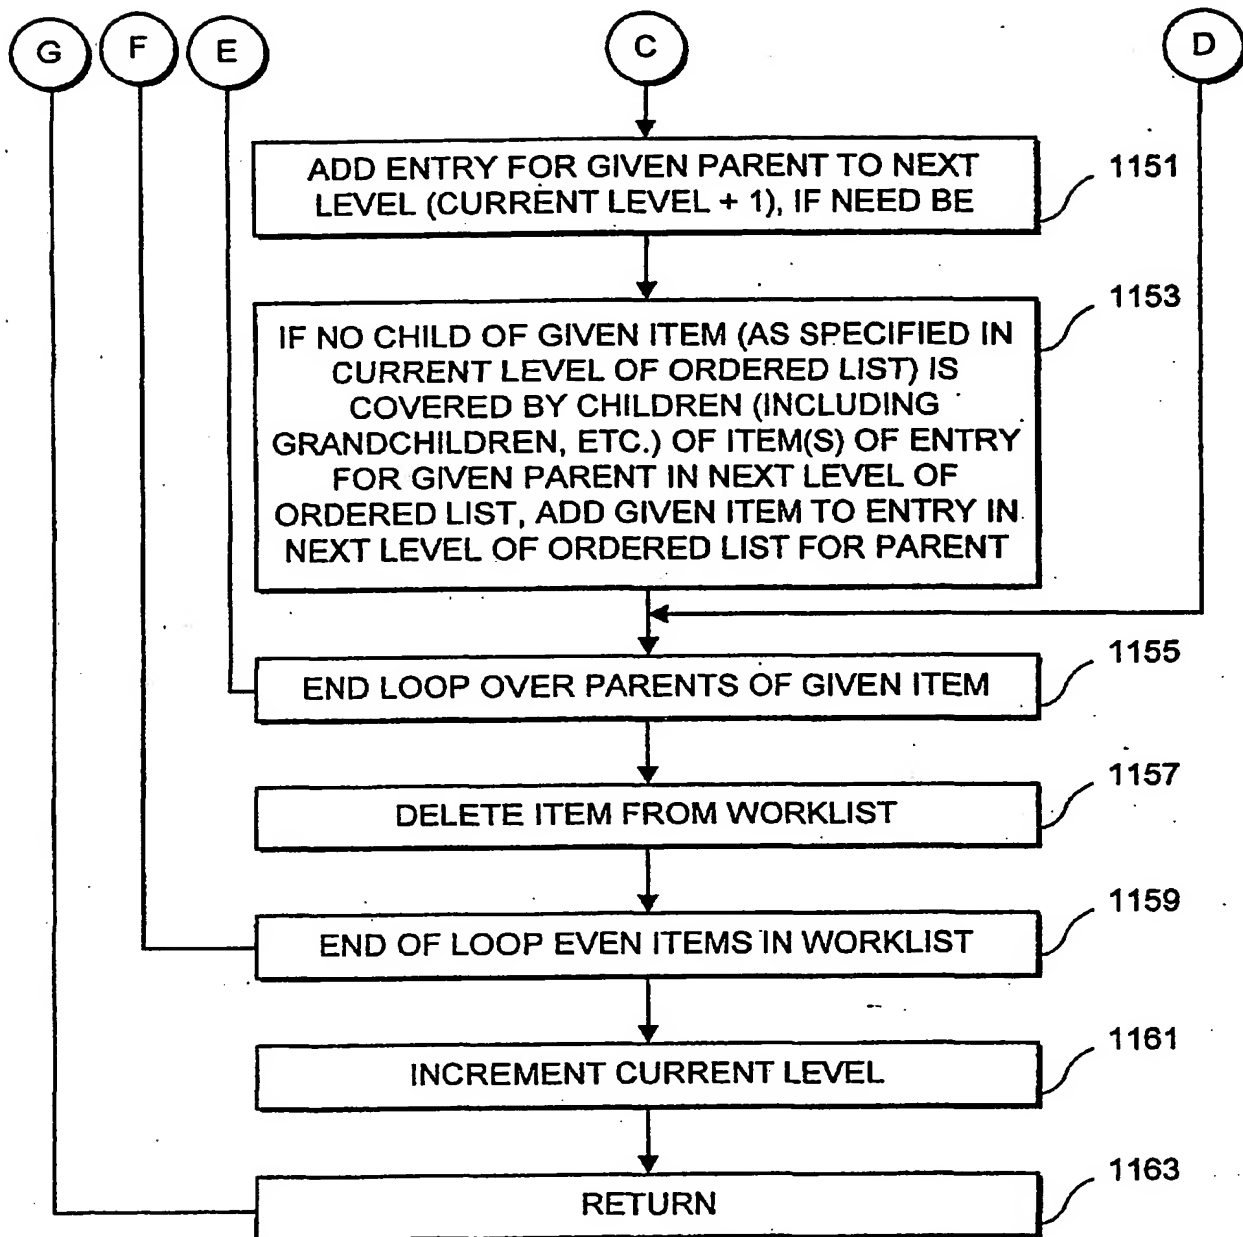 G F E C D
ADD ENTRY FOR GIVEN PARENT TO NEXT
LEVEL (CURRENT LEVEL + 1), IF NEED BE
1151
IF NO CHILD OF GIVEN ITEM (AS SPECIFIED IN
CURRENT LEVEL OF ORDERED LIST) IS
COVERED BY CHILDREN (INCLUDING
GRANDCHILDREN, ETC.) OF ITEM(S) OF ENTRY
FOR GIVEN PARENT IN NEXT LEVEL OF
ORDERED LIST, ADD GIVEN ITEM TO ENTRY IN
NEXT LEVEL OF ORDERED LIST FOR PARENT
1153
END LOOP OVER PARENTS OF GIVEN ITEM
1155
DELETE ITEM FROM WORKLIST
1157
END OF LOOP EVEN ITEMS IN WORKLIST
1159
INCREMENT CURRENT LEVEL
1161
RETURN
1163